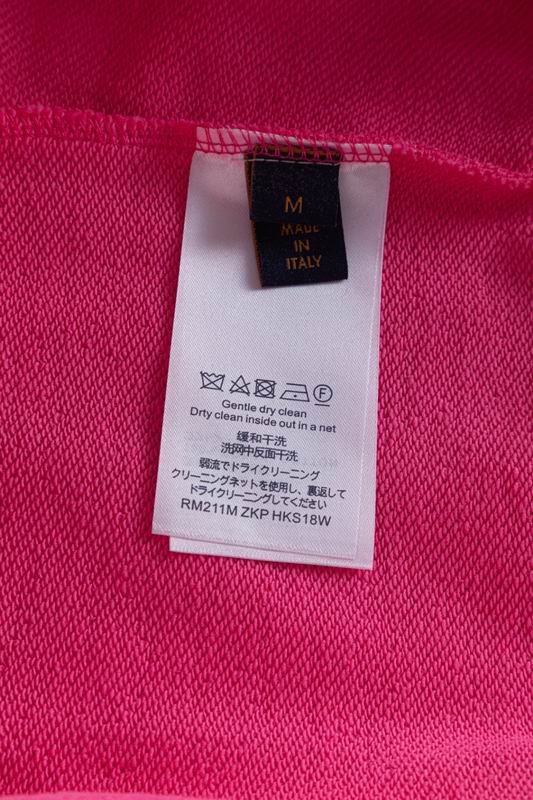 M
MADE
IN
ITALY
F
Gentle dry clean
Drty clean inside out in a net
缓和干洗
洗网中反面干洗
弱流でドライクリーニング
クリーニングネットを使用し、裏返して
ドライクリーニングしてください
RM211M ZKP HKS18W